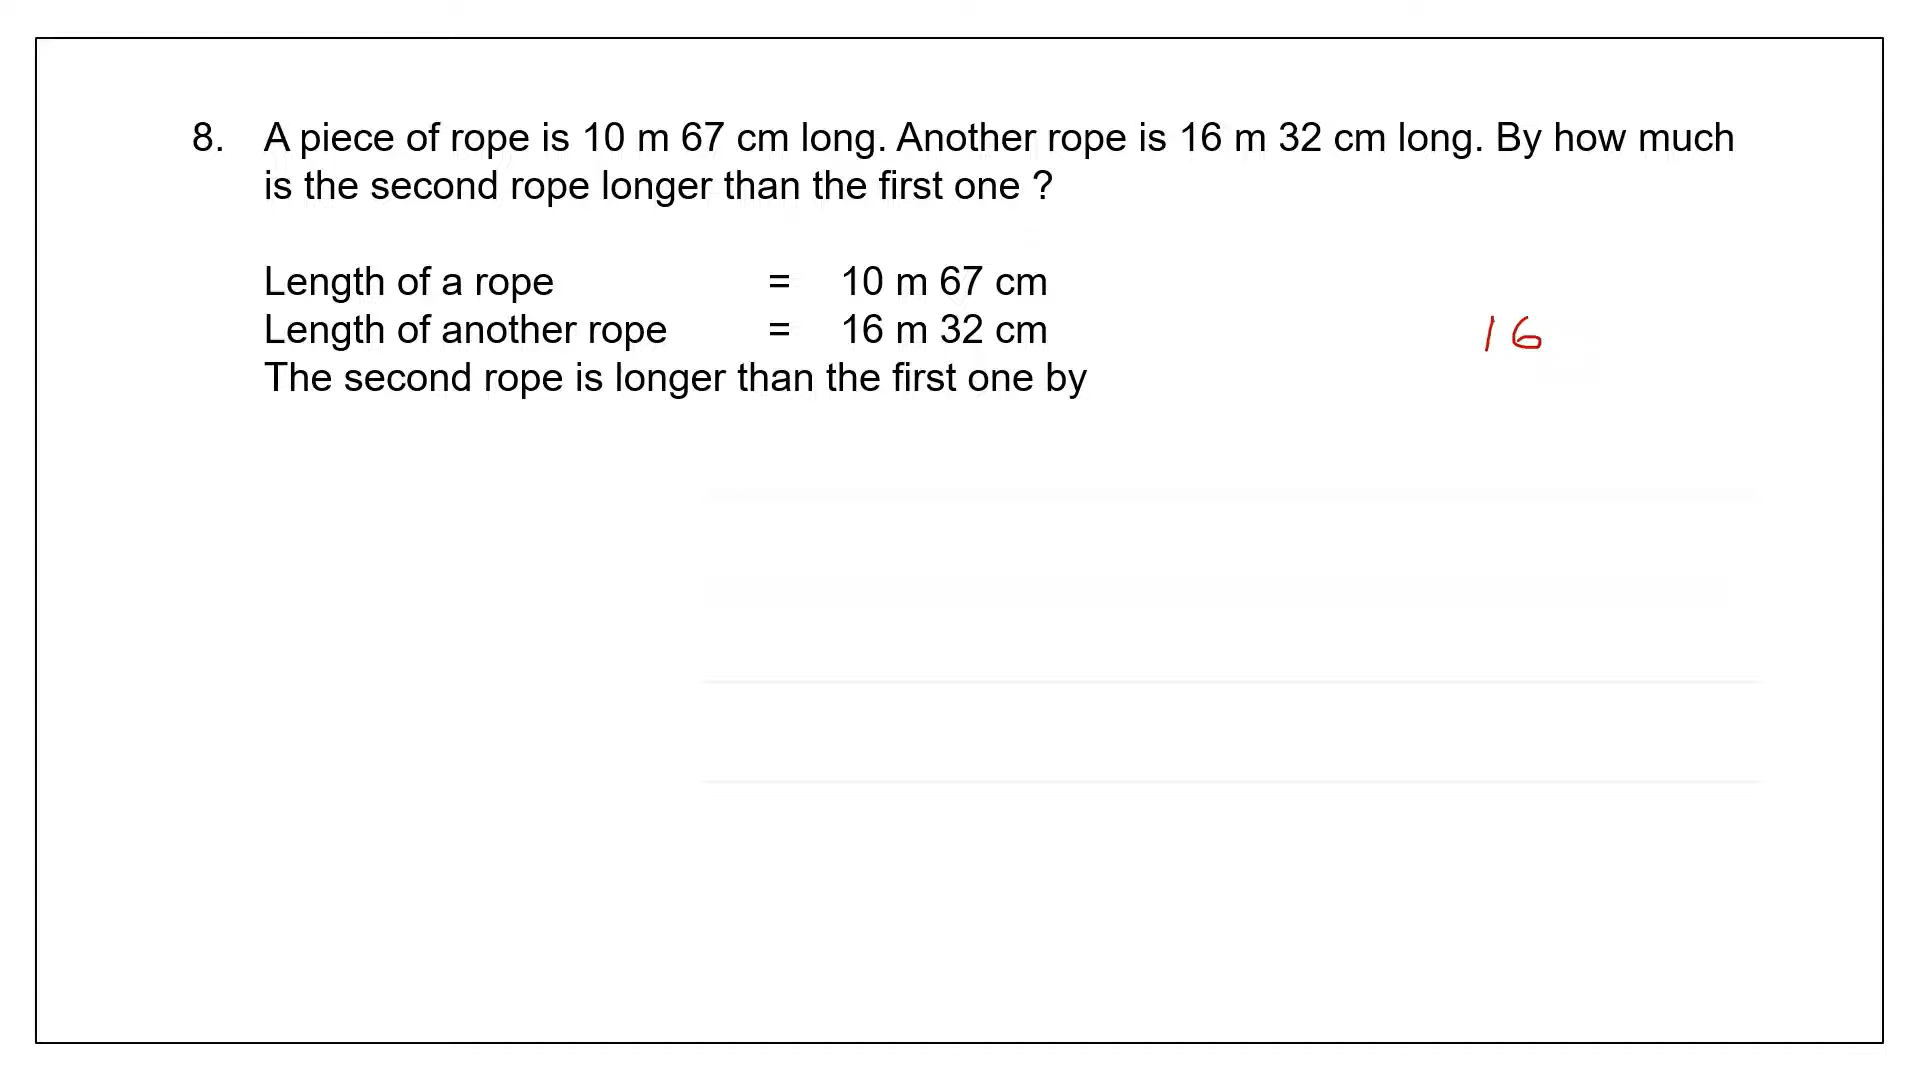 8. A piece of rope is 10 m 67 cm long. Another rope is 16 m 32 cm long. By how much
is the second rope longer than the first one ?
Length of a rope = 10 m 67 cm
Length of another rope = 16 m 32 cm
16
The second rope is longer than the first one by